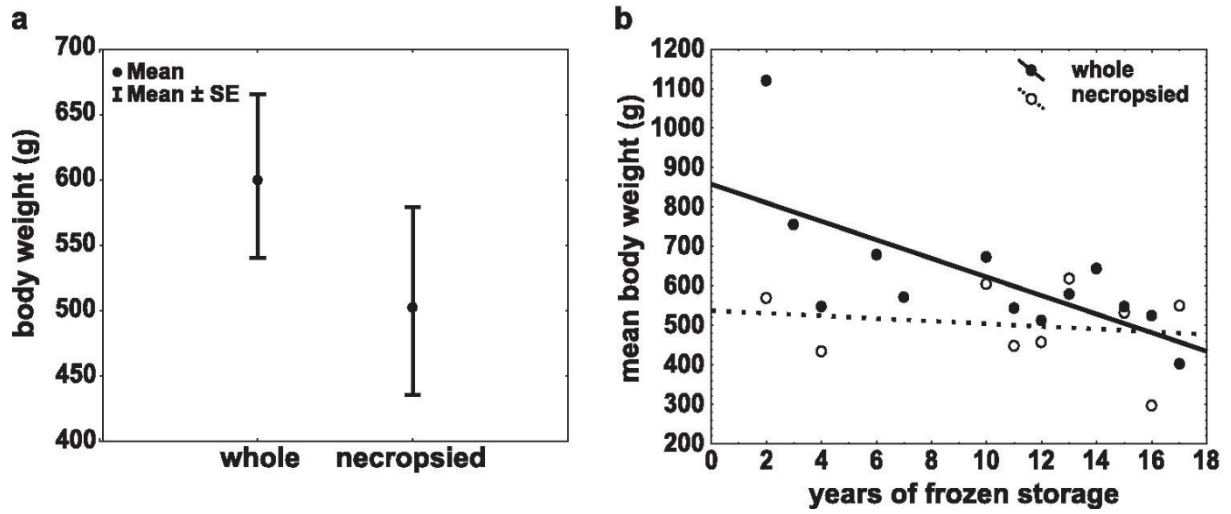 a
700
650
600
550
500
450
400
body weight (g)
Mean
Mean ± SE
whole
necropsied
b
1200
1100
1000
900
800
700
600
500
400
300
200
mean body weight (g)
whole
necropsied
0 2 4 6 8 10 12 14 16 18
years of frozen storage